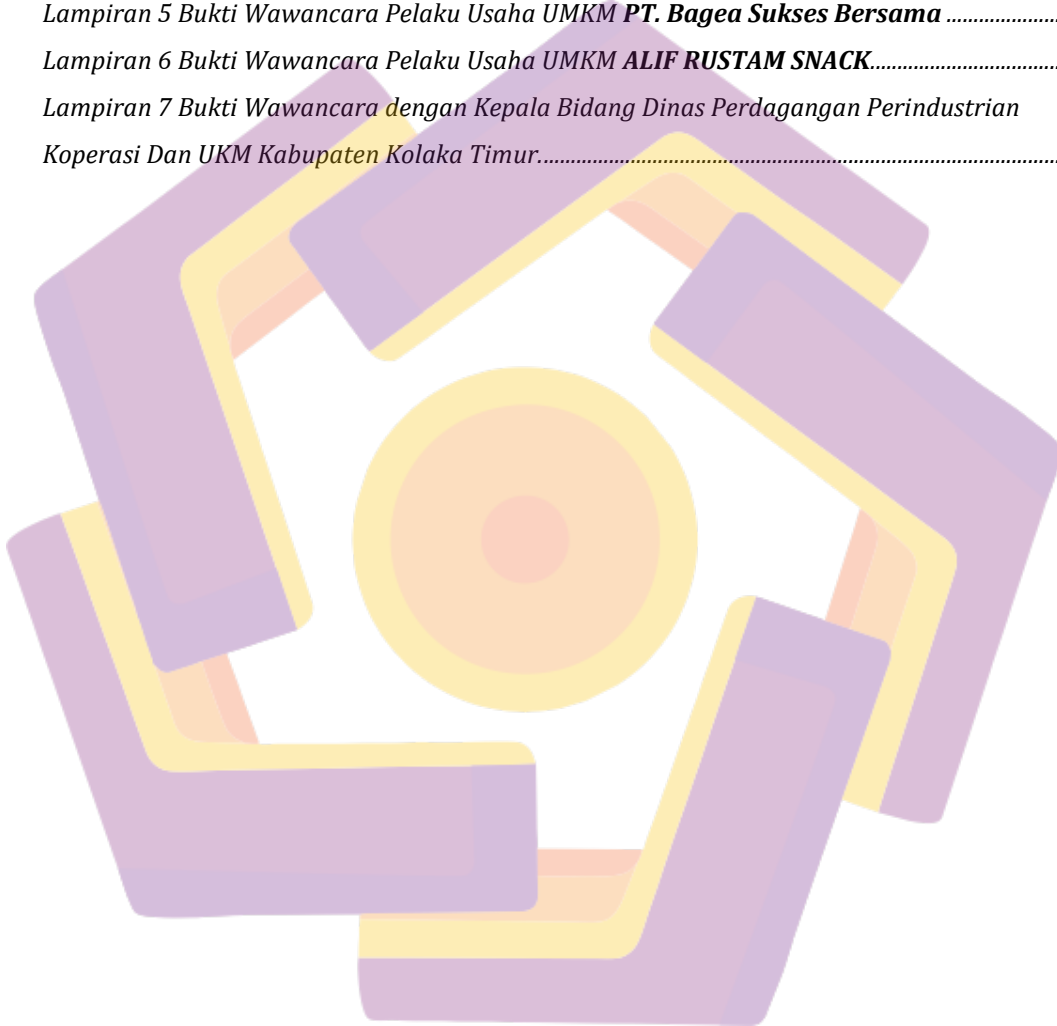 Lampiran 5 Bukti Wawancara Pelaku Usaha UMKM PT. Bagea Sukses Bersama ........................
Lampiran 6 Bukti Wawancara Pelaku Usaha UMKM ALIF RUSTAM SNACK........................................
Lampiran 7 Bukti Wawancara dengan Kepala Bidang Dinas Perdagangan Perindustrian
Koperasi Dan UKM Kabupaten Kolaka Timur............................................................................................................